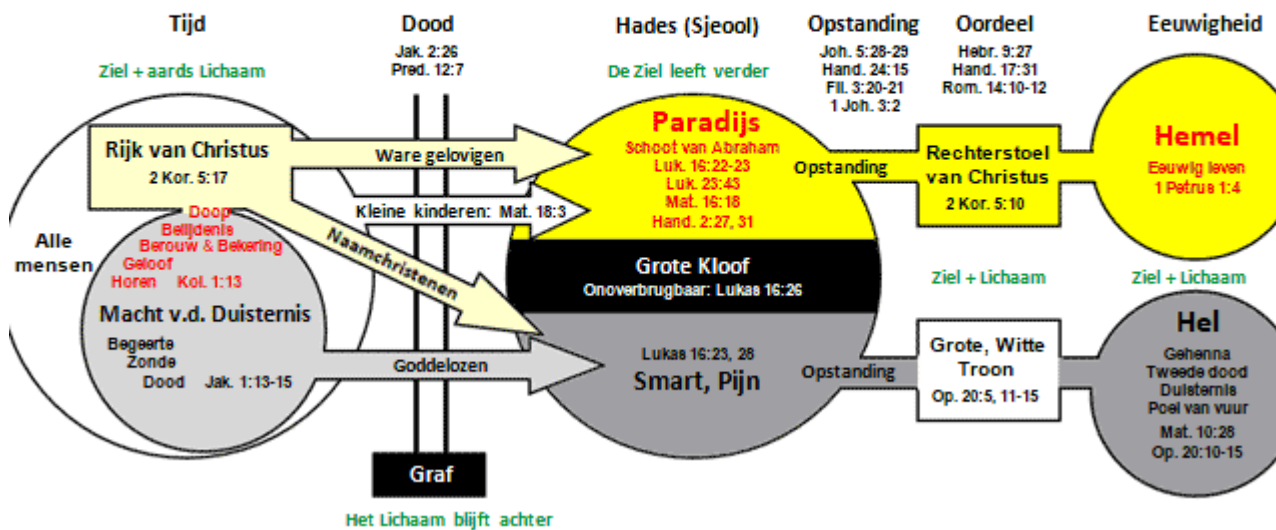 Tijd
Ziel + aards Lichaam
Dood
Jak. 2:26
Pred. 12:7
Hades (Sjeool)
De Ziel leeft verder
Opstanding
Joh. 5:28-29
Hand. 24:15
Fil. 3:20-21
1 Joh. 3:2
Oordeel
Hebr. 9:27
Hand. 17:31
Rom. 14:10-12
Eeuwigheid
Rijk van Christus
2 Kor. 5:17
Doop
Belijdenis
Berouw & Bekering
Geloof
Horen Kol. 1:13
Alle
mensen
Macht v.d. Duisternis
Begeerte
Zonde
Dood Jak. 1:13-15
Ware gelovigen
Kleine kinderen: Mat. 18:3
Naamchristenen
Goddelozen
Graf
Het Lichaam blijft achter
Paradijs
Schoot van Abraham
Luk. 16:22-23
Luk. 23:43
Mat. 16:18
Hand. 2:27, 31
Grote Kloof
Onoverbrugbaar: Lukas 16:26
Lukas 16:23, 28
Smart, Pijn
Opstanding
Rechterstoel
van Christus
2 Kor. 5:10
Ziel + Lichaam
Opstanding
Grote, Witte
Troon
Op. 20:5, 11-15
Hemel
Eeuwig leven
1 Petrus 1:4
Ziel + Lichaam
Hel
Gehenna
Tweede dood
Duisternis
Poel van vuur
Mat. 10:28
Op. 20:10-15